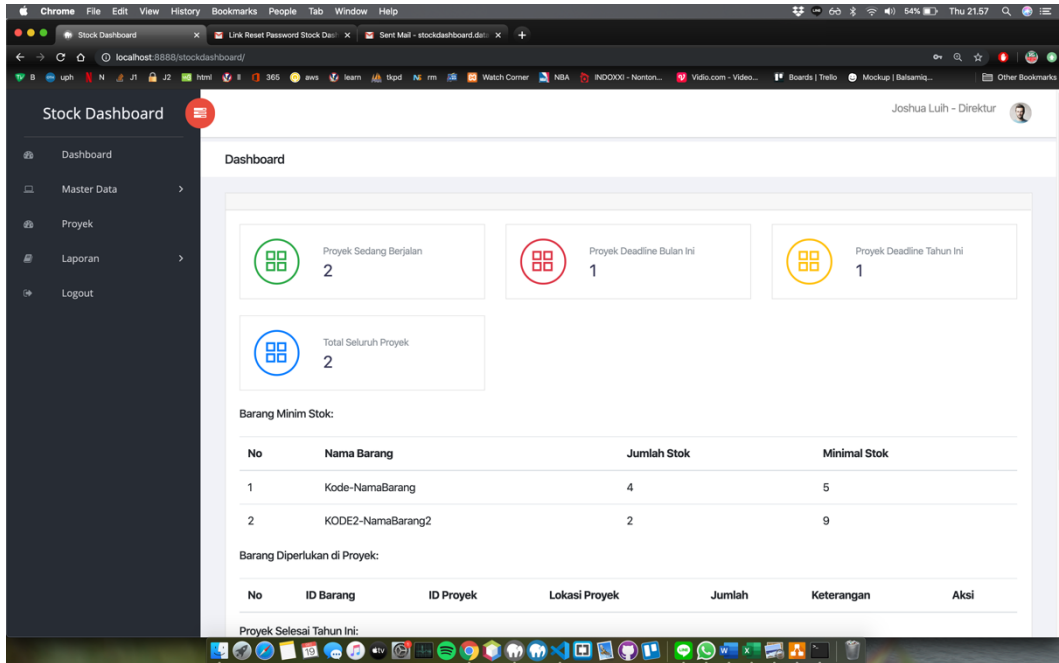 Chrome File Edit View History Bookmarks People Tab Window Help 54% Thu 21.57
Stock Dashboard Link Reset Password Stock Das Sent Mail - stockdashboard.dat
localhost:8888/stockdashboard/
B uph N J1 J2 html II 365 aws learn tkpd rm Watch Corner NBA INDOXXI - Nonton... Vidio.com - Video... Boards | Trello Mockup | Balsamiq... Other Bookmarks
Stock Dashboard
Joshua Luih - Direktur
Dashboard
Master Data
Proyek
Laporan
Logout
Dashboard
Proyek Sedang Berjalan
2
Proyek Deadline Bulan Ini
1
Proyek Deadline Tahun Ini
1
Total Seluruh Proyek
2
Barang Minim Stok:
No Nama Barang Jumlah Stok Minimal Stok
1 Kode-NamaBarang 4 5
2 KODE2-NamaBarang2 2 9
Barang Diperlukan di Proyek:
No ID Barang ID Proyek Lokasi Proyek Jumlah Keterangan Aksi
Proyek Selesai Tahun Ini: